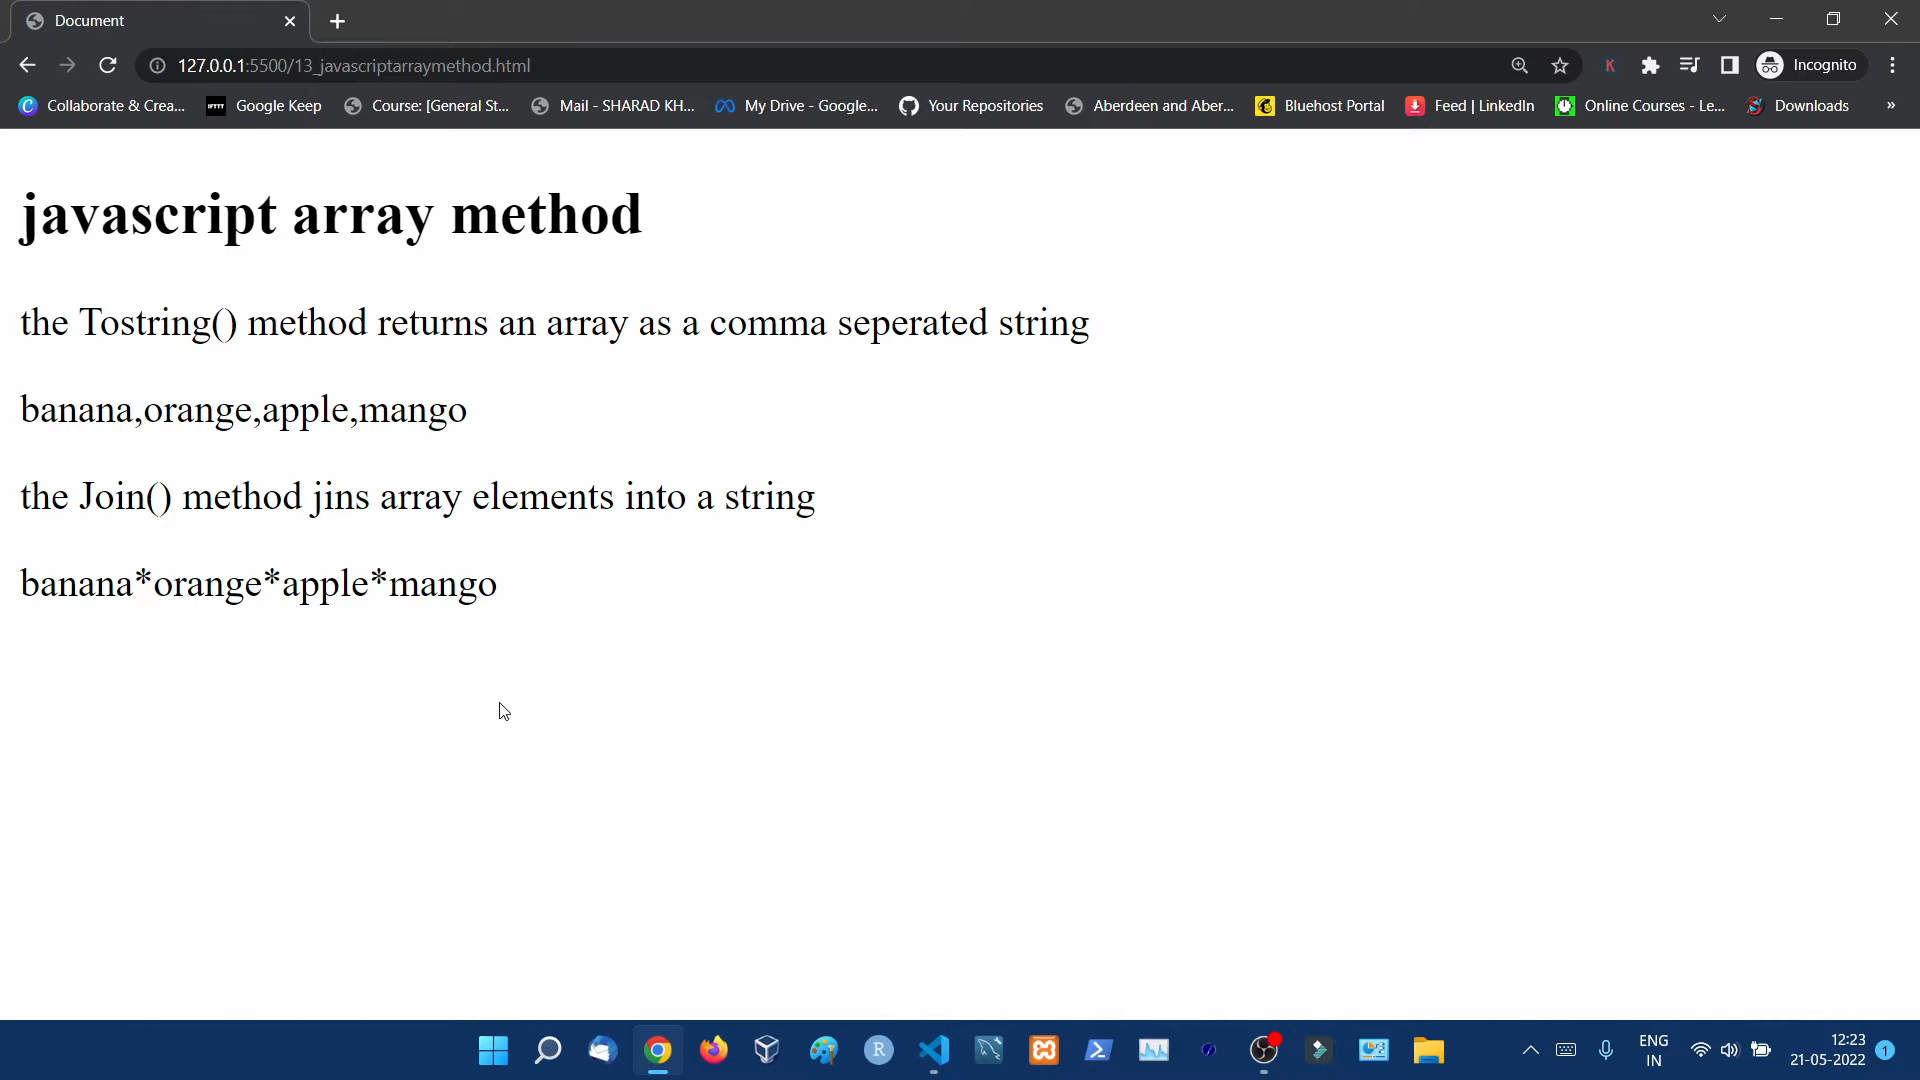 Document
127.0.0.1:5500/13_javascriptarraymethod.html
Incognito
Collaborate & Crea...
Google Keep
Course: [General St...
Mail - SHARAD KH...
My Drive - Google...
Your Repositories
Aberdeen and Aber...
Bluehost Portal
Feed | LinkedIn
Online Courses - Le...
Downloads
javascript array method
the Tostring() method returns an array as a comma seperated string
banana,orange,apple,mango
the Join() method jins array elements into a string
banana*orange*apple*mango
ENG
IN
12:23
21-05-2022
1